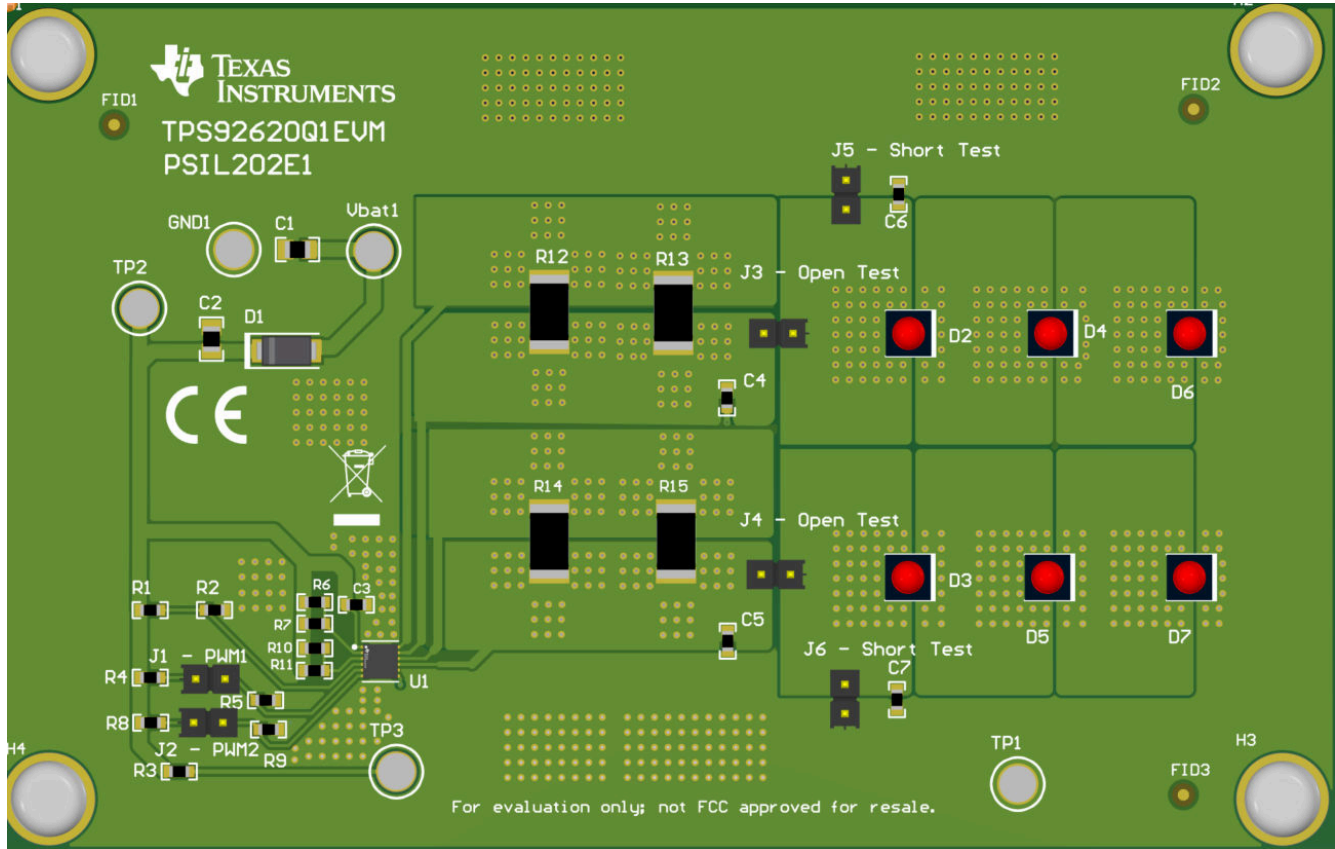 TEXAS
INSTRUMENTS
TPS92620Q1EVM
PSIL202E1
FID1
FID2
J5 - Short Test
C6
GND1
C1
Vbat1
TP2
C2
D1
R12
R13
J3 - Open Test
D2
D4
D6
C4
CE
R14
R15
J4 - Open Test
D3
D5
D7
C5
R1
R2
R6
C3
R7
R10
R11
U1
J1 - PWM1
R4
R5
R8
J2 - PWM2
R9
R3
TP3
J6 - Short Test
C7
TP1
H4
H3
FID3
For evaluation only; not FCC approved for resale.